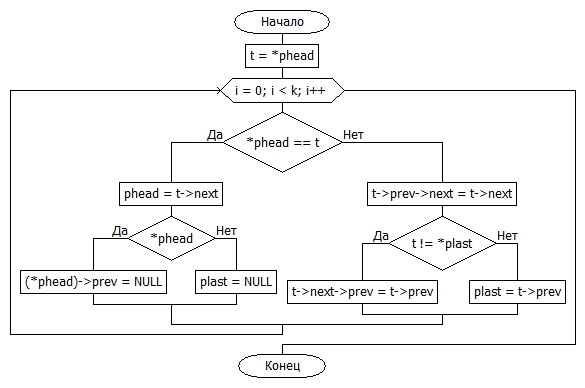 Начало
t = *phead
i = 0; i < k; i++
*phead == t
Да
Нет
phead = t->next
t->prev->next = t->next
*phead
Да
Нет
t != *plast
Да
Нет
(*phead)->prev = NULL
plast = NULL
t->next->prev = t->prev
plast = t->prev
Конец